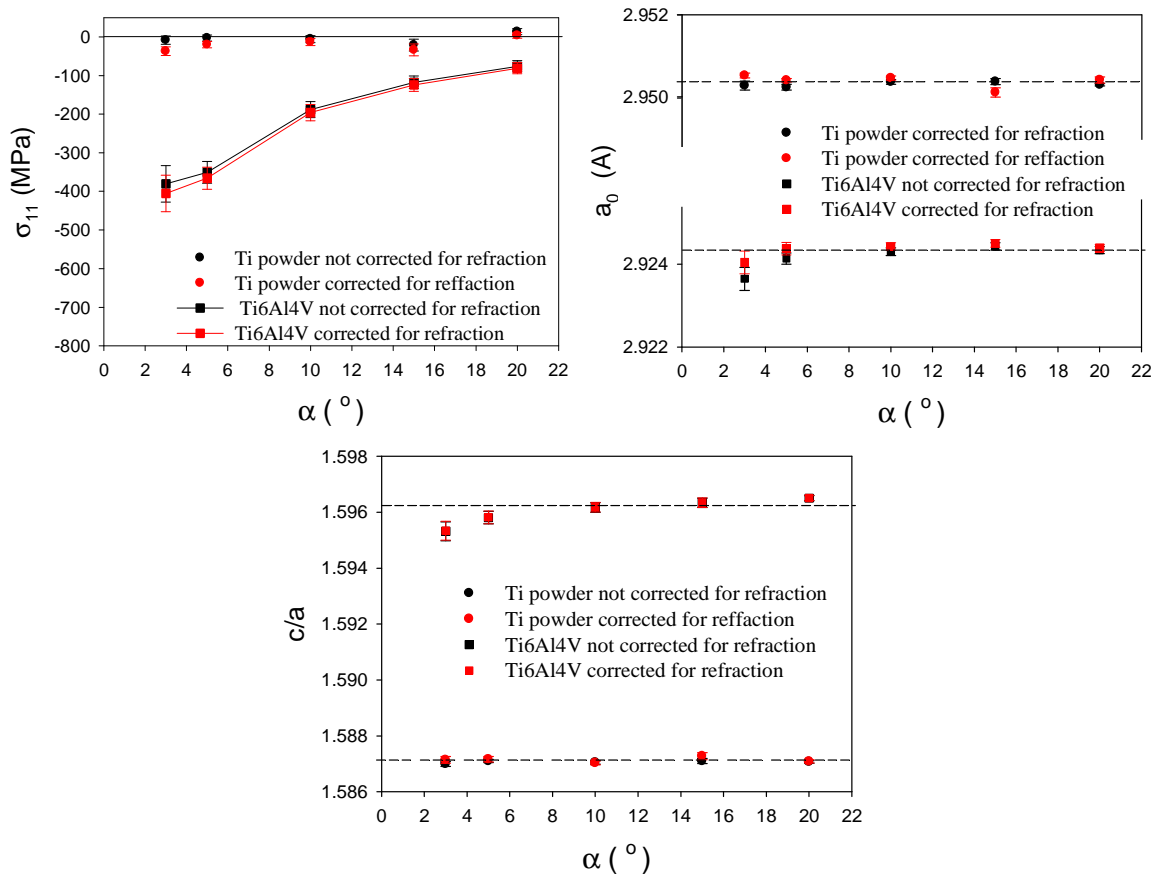 0
-100
-200
-300
-400
-500
-600
-700
-800
σ11 (MPa)
Ti powder not corrected for refraction
Ti powder corrected for reffraction
Ti6Al4V not corrected for refraction
Ti6Al4V corrected for refraction
0 2 4 6 8 10 12 14 16 18 20 22
α ( o )
2.952
2.950
2.924
2.922
a0 (A)
Ti powder corrected for refraction
Ti powder corrected for reffraction
Ti6Al4V not corrected for refraction
Ti6Al4V corrected for refraction
0 2 4 6 8 10 12 14 16 18 20 22
α ( o )
1.598
1.596
1.594
1.592
1.590
1.588
1.586
c/a
Ti powder not corrected for refraction
Ti powder corrected for reffraction
Ti6Al4V not corrected for refraction
Ti6Al4V corrected for refraction
0 2 4 6 8 10 12 14 16 18 20 22
α ( o )